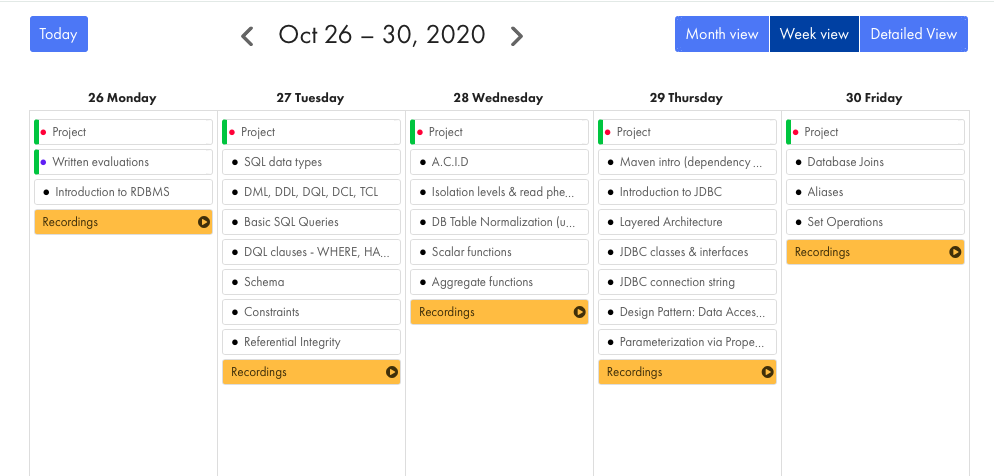 Today
Oct 26 – 30, 2020
Month view
Week view
Detailed View
26 Monday
27 Tuesday
28 Wednesday
29 Thursday
30 Friday
Project
Written evaluations
Introduction to RDBMS
Recordings
Project
SQL data types
DML, DDL, DQL, DCL, TCL
Basic SQL Queries
DQL clauses - WHERE, HA...
Schema
Constraints
Referential Integrity
Recordings
Project
A.C.I.D
Isolation levels & read phe...
DB Table Normalization (u...
Scalar functions
Aggregate functions
Recordings
Project
Maven intro (dependency ...
Introduction to JDBC
Layered Architecture
JDBC classes & interfaces
JDBC connection string
Design Pattern: Data Acces...
Parameterization via Prope...
Recordings
Project
Database Joins
Aliases
Set Operations
Recordings